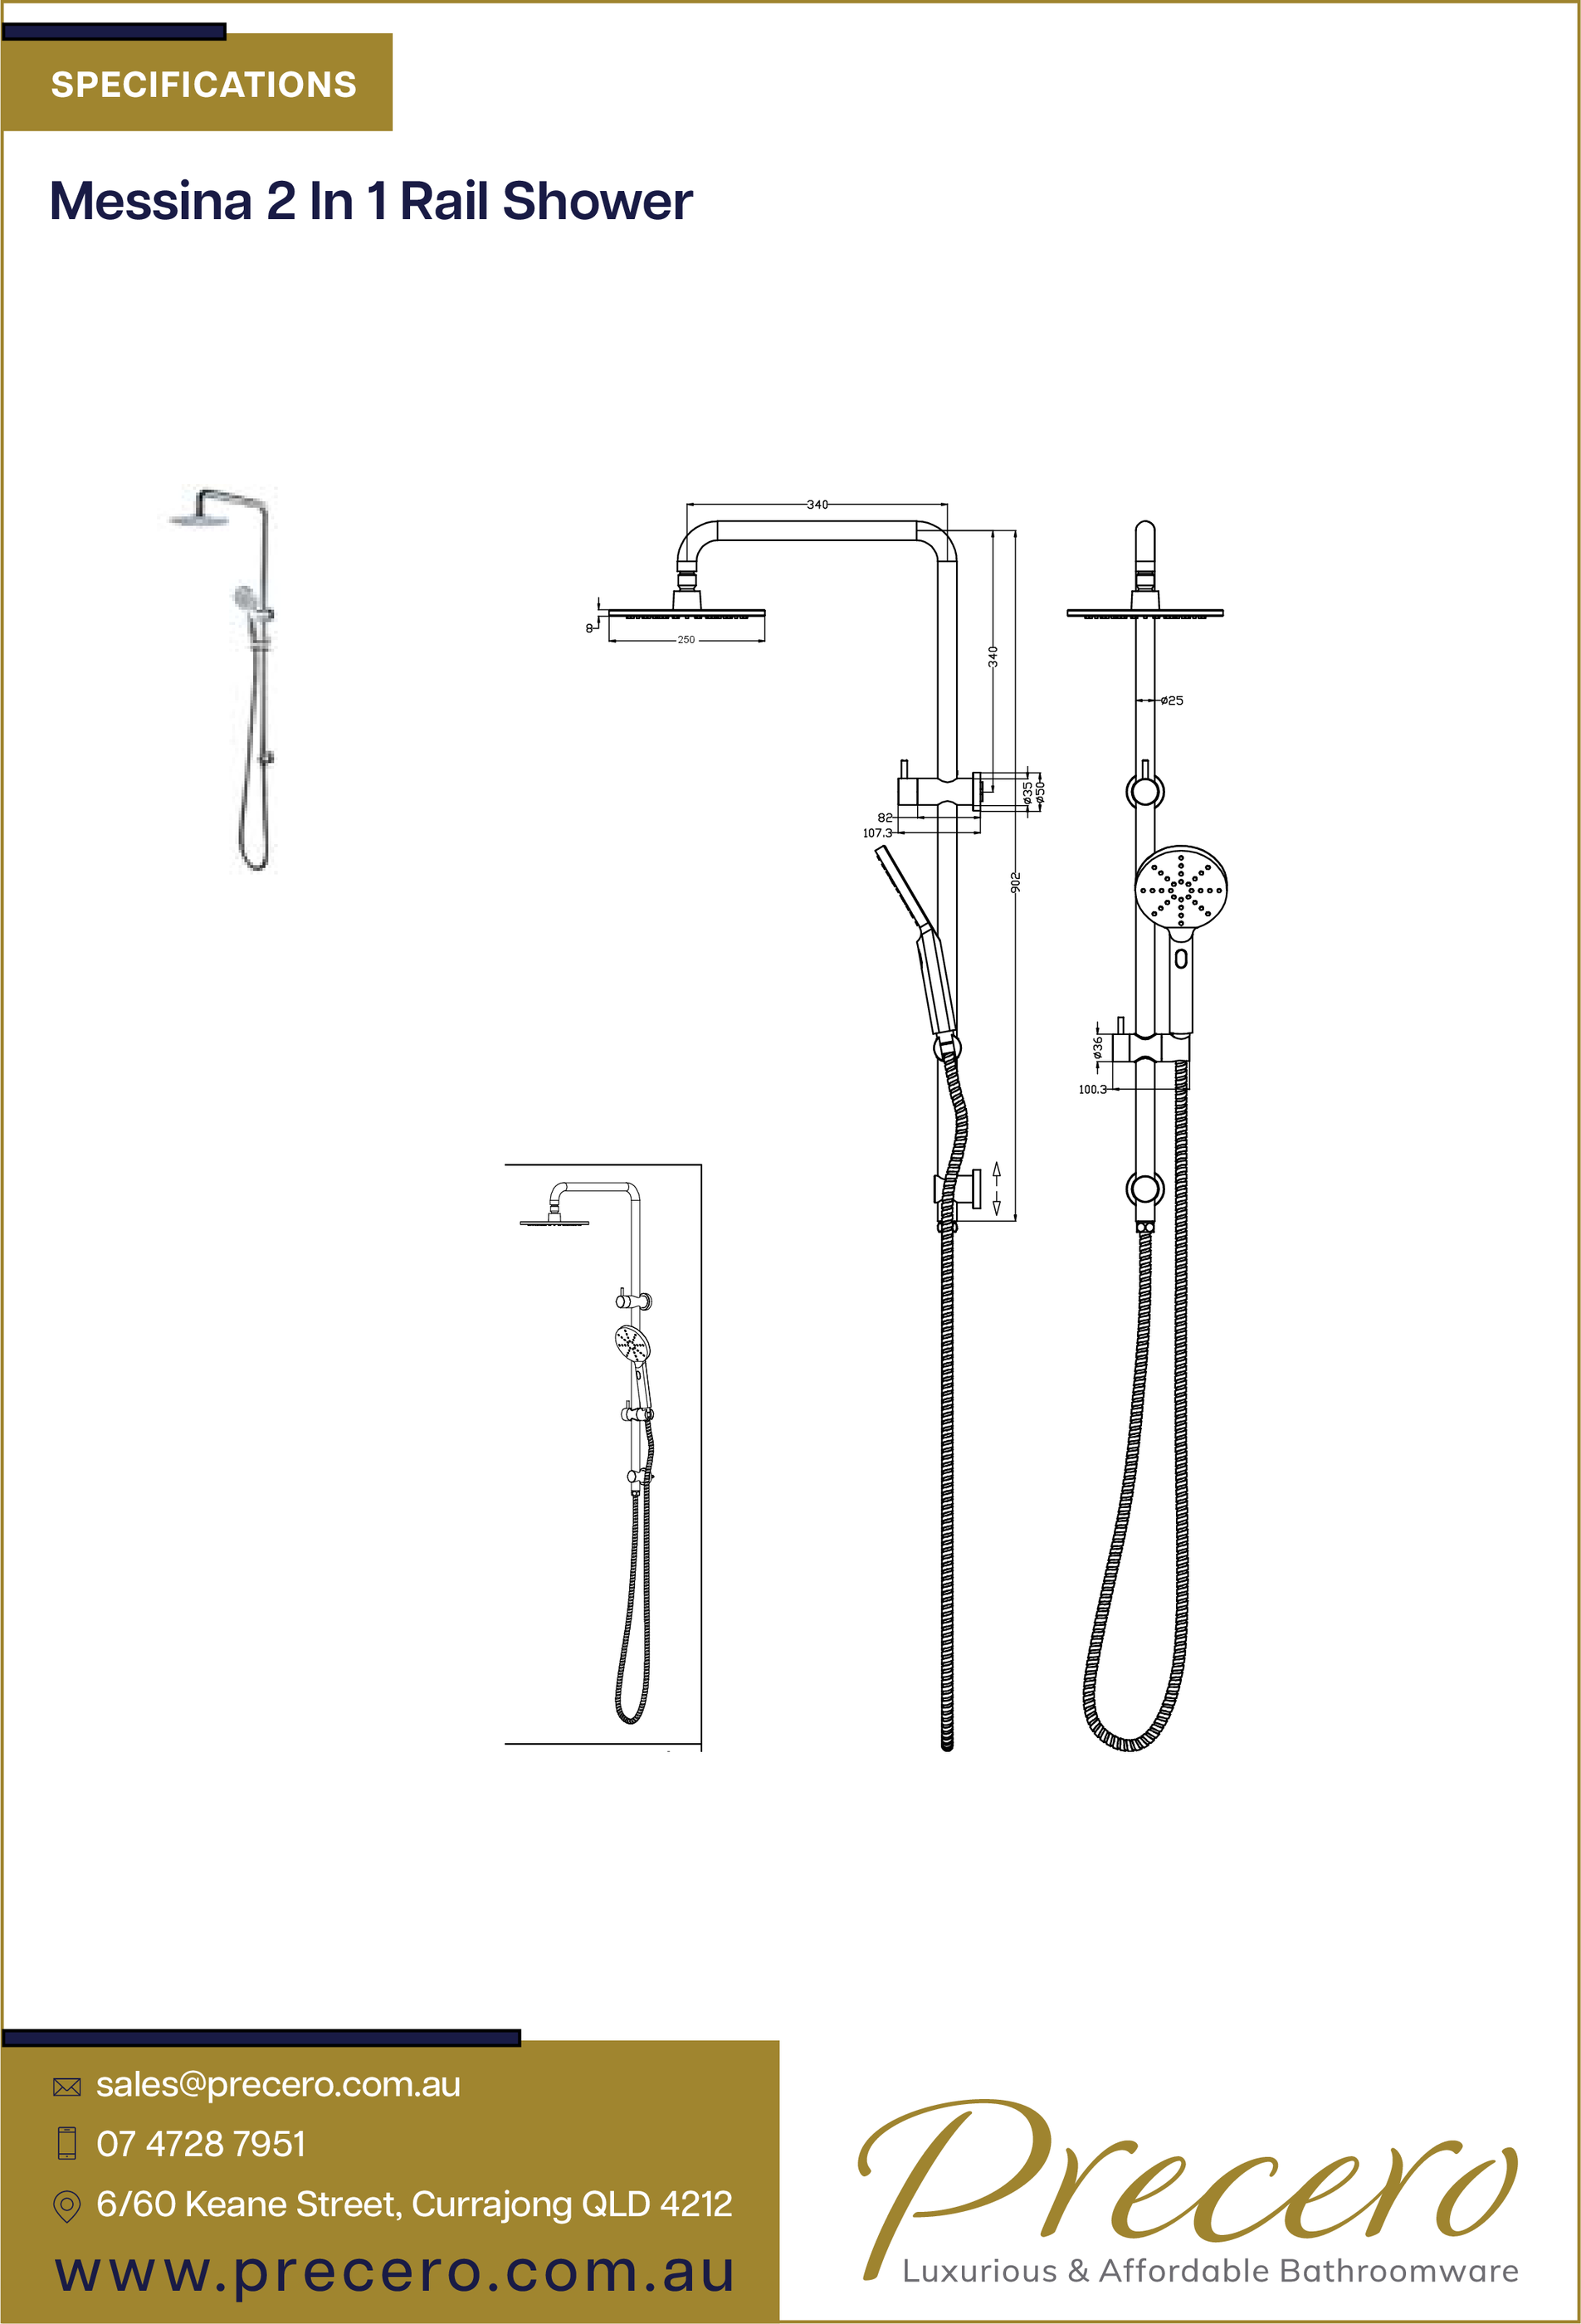 SPECIFICATIONS
Messina 2 In 1 Rail Shower
340
8
250
340
ø25
ø35
ø50
82
107.3
902
ø36
100.3
sales@precero.com.au
07 4728 7951
6/60 Keane Street, Currajong QLD 4212
www.precero.com.au
Precero
Luxurious & Affordable Bathroomware